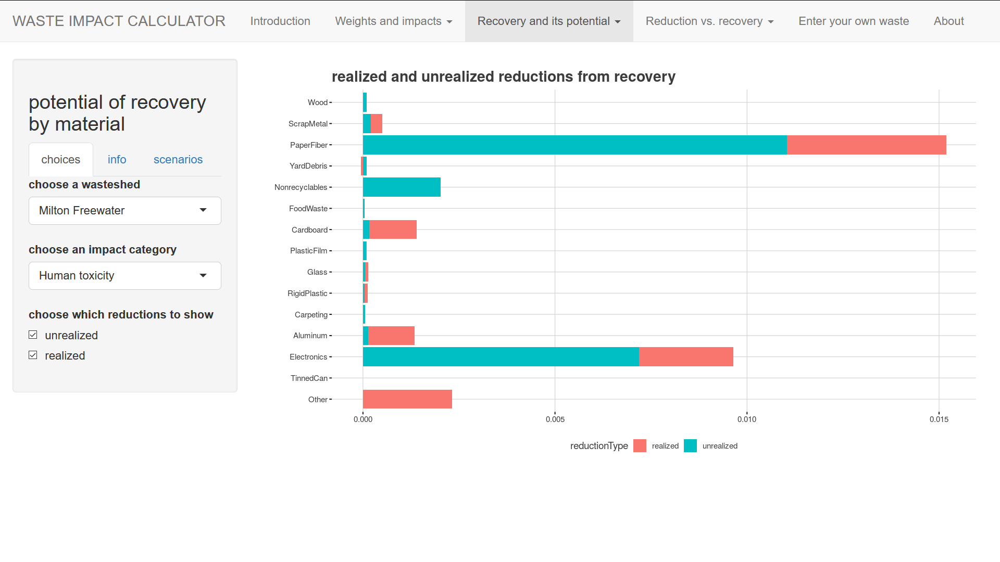 WASTE IMPACT CALCULATOR Introduction Weights and impacts Recovery and its potential Reduction vs. recovery Enter your own waste About
potential of recovery
by material
choices info scenarios
choose a wasteshed
Milton Freewater
choose an impact category
Human toxicity
choose which reductions to show
unrealized
realized
realized and unrealized reductions from recovery
Wood
ScrapMetal
PaperFiber
YardDebris
Nonrecyclables
FoodWaste
Cardboard
PlasticFilm
Glass
RigidPlastic
Carpeting
Aluminum
Electronics
TinnedCan
Other
0.000 0.005 0.010 0.015
reductionType realized unrealized